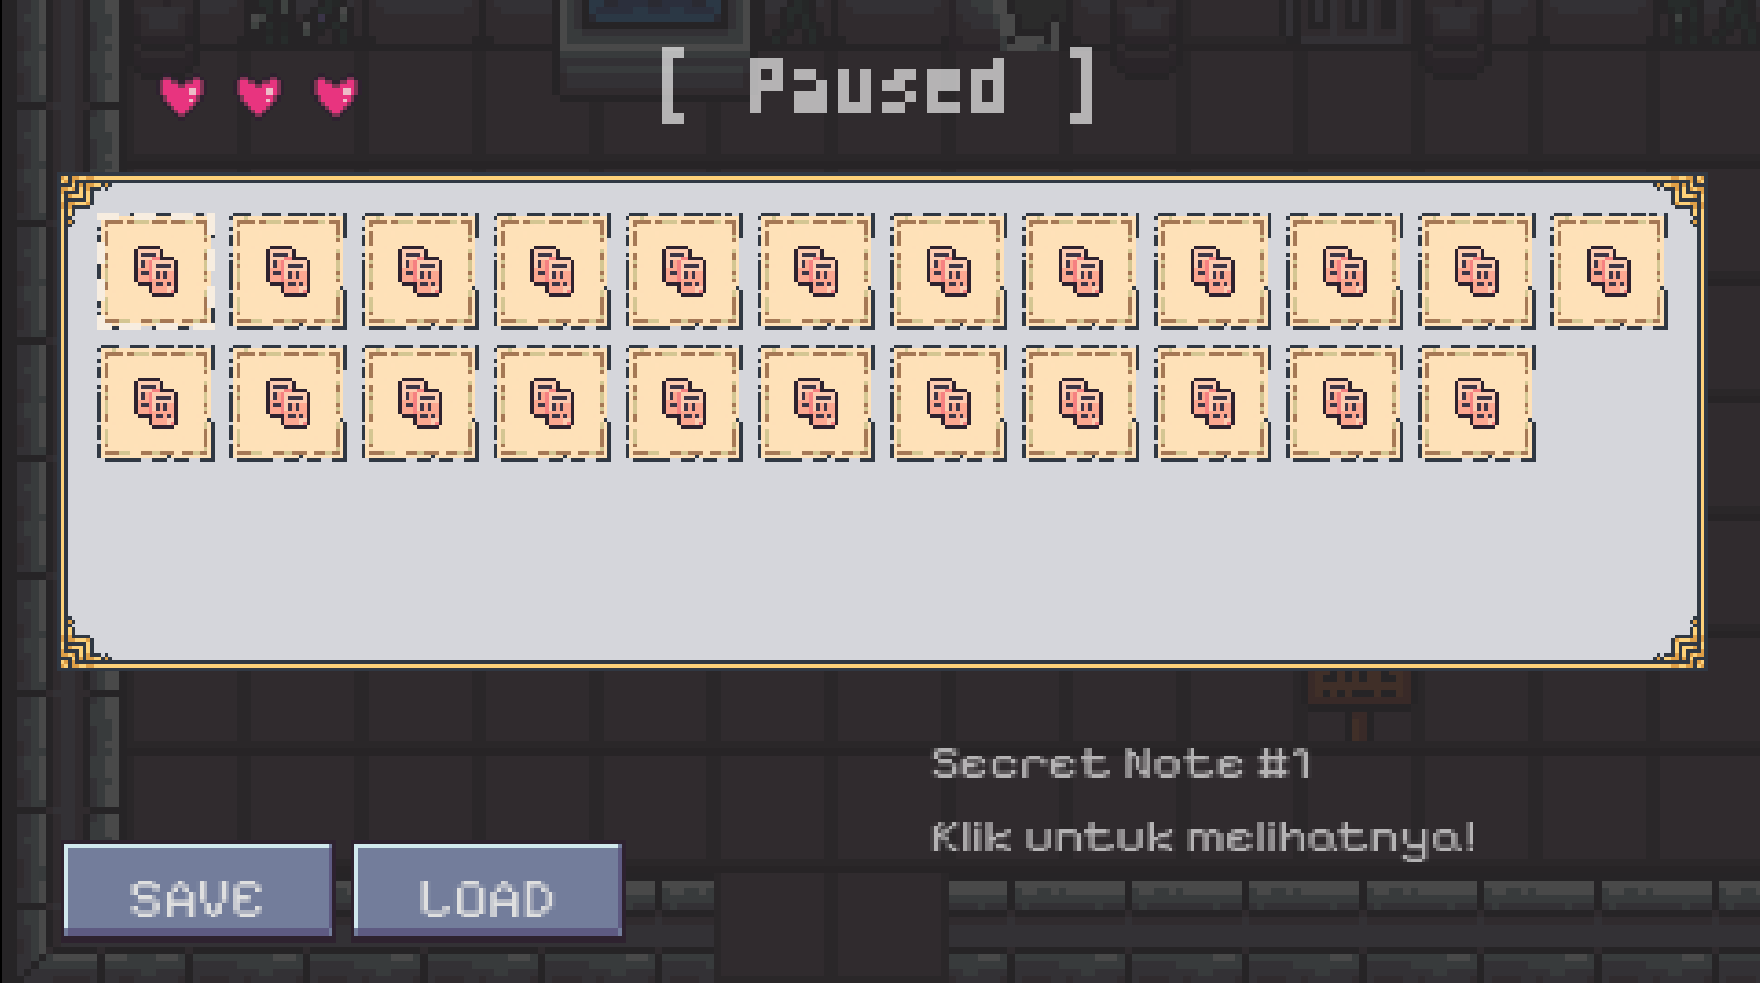 [ Paused ]
Secret Note #1
Klik untuk melihatnya!
SAVE
LOAD